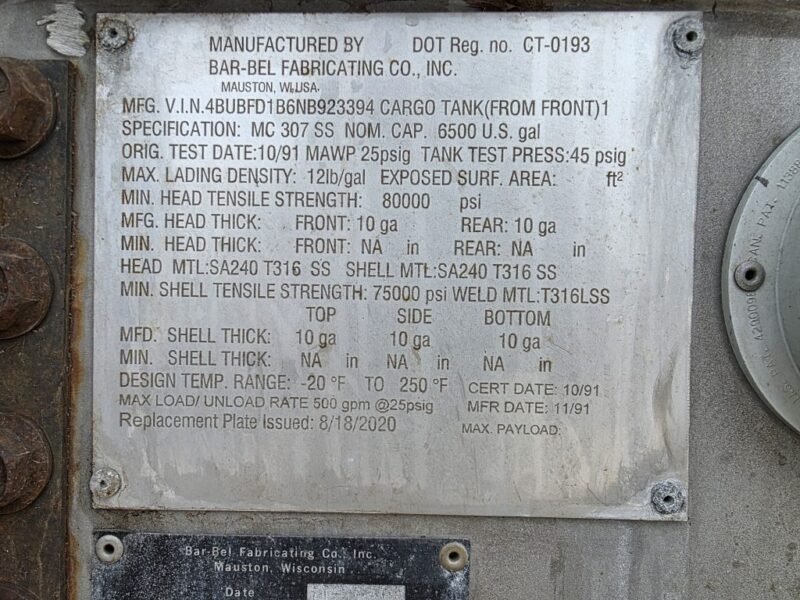 MANUFACTURED BY DOT Reg. no. CT-0193
BAR-BEL FABRICATING CO., INC.
MAUSTON, WI.USA.
MFG. V.I.N.4BUBFD1B6NB923394 CARGO TANK(FROM FRONT)1
SPECIFICATION: MC 307 SS NOM. CAP. 6500 U.S. gal
ORIG. TEST DATE:10/91 MAWP 25psig TANK TEST PRESS:45 psig
MAX. LADING DENSITY: 12lb/gal EXPOSED SURF. AREA: ft²
MIN. HEAD TENSILE STRENGTH: 80000 psi
MFG. HEAD THICK: FRONT: 10 ga REAR: 10 ga
MIN. HEAD THICK: FRONT: NA in REAR: NA in
HEAD MTL:SA240 T316 SS SHELL MTL:SA240 T316 SS
MIN. SHELL TENSILE STRENGTH: 75000 psi WELD MTL:T316LSS
TOP SIDE BOTTOM
MFD. SHELL THICK: 10 ga 10 ga 10 ga
MIN. SHELL THICK: NA in NA in NA in
DESIGN TEMP. RANGE: -20 °F TO 250 °F CERT DATE: 10/91
MAX LOAD/ UNLOAD RATE 500 gpm @25psig MFR DATE: 11/91
Replacement Plate Issued: 8/18/2020 MAX. PAYLOAD:
Bar-Bel Fabricating Co., Inc.
Mauston, Wisconsin
Date